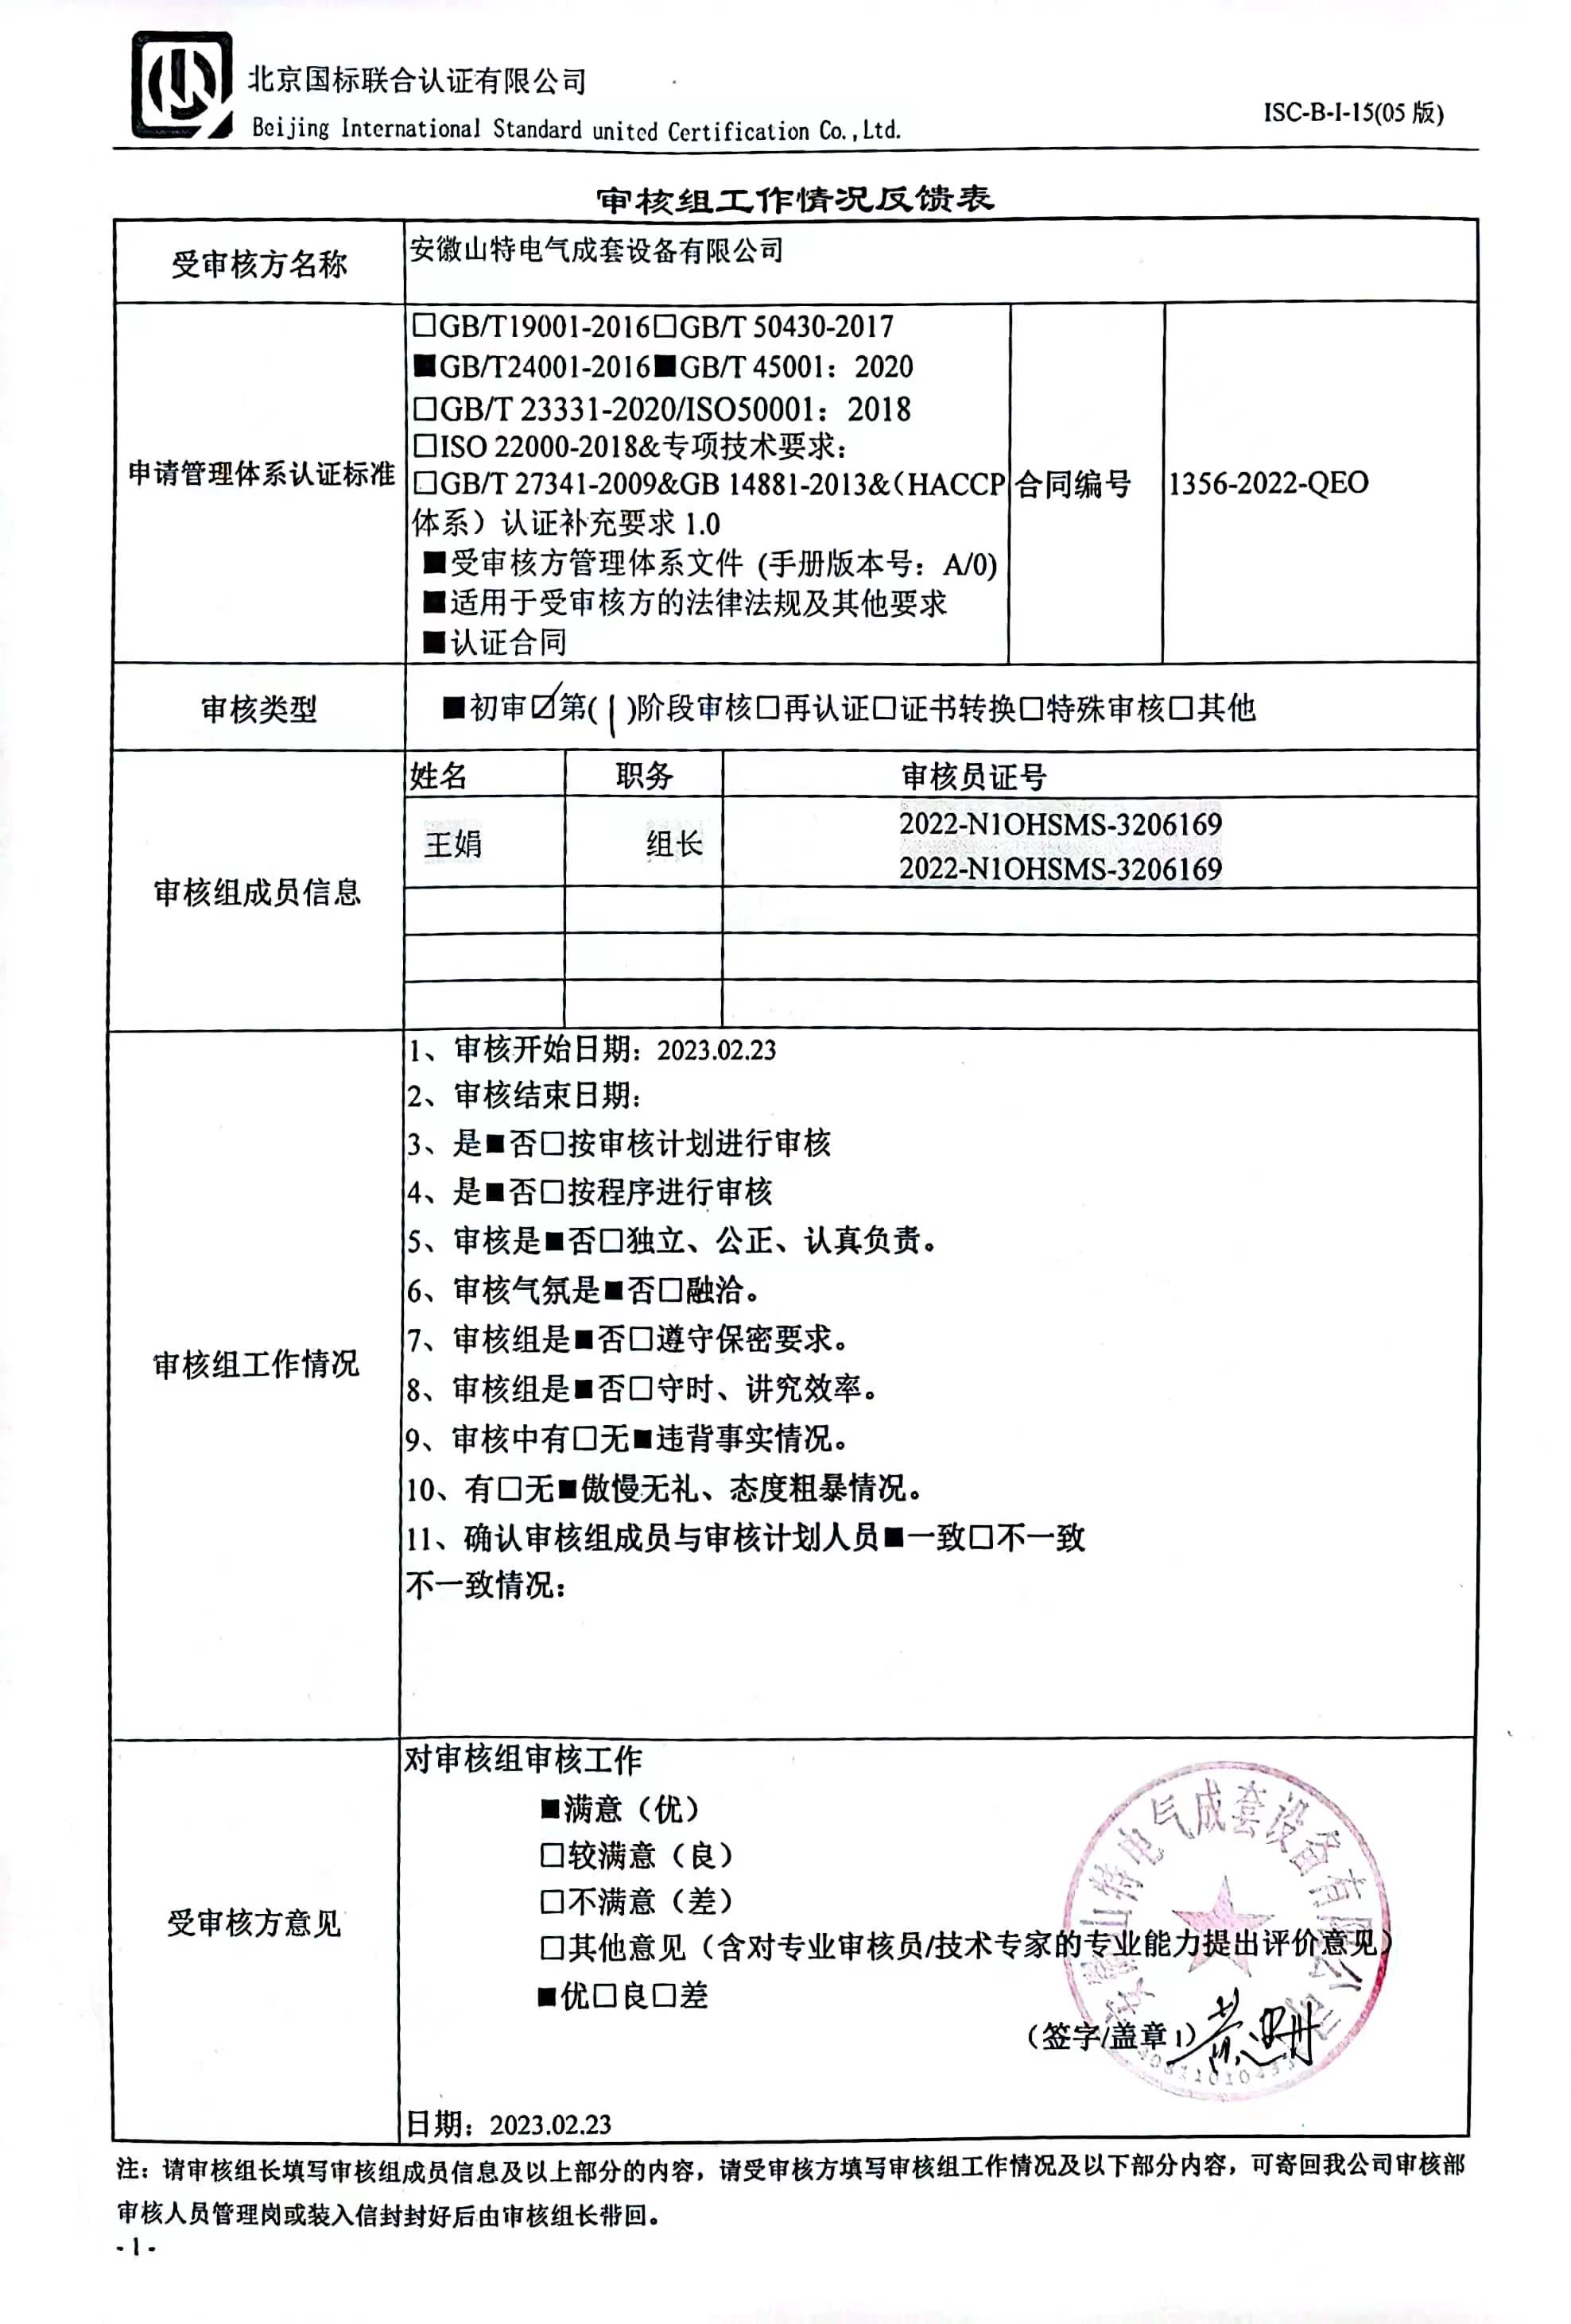 北京国标联合认证有限公司
Beijing International Standard united Certification Co.,Ltd.
ISC-B-I-15(05 版)
审核组工作情况反馈表
受审核方名称
安徽山特电气成套设备有限公司
申请管理体系认证标准
□GB/T19001-2016□GB/T 50430-2017
■GB/T24001-2016■GB/T 45001：2020
□GB/T 23331-2020/ISO50001：2018
□ISO 22000-2018&专项技术要求：
□GB/T 27341-2009&GB 14881-2013&（HACCP
体系）认证补充要求 1.0
■受审核方管理体系文件 (手册版本号：A/0)
■适用于受审核方的法律法规及其他要求
■认证合同
合同编号
1356-2022-QEO
审核类型
■初审☑第( 1 )阶段审核□再认证□证书转换□特殊审核□其他
审核组成员信息
姓名 职务 审核员证号
王娟 组长 2022-N1OHSMS-3206169
2022-N1OHSMS-3206169
审核组工作情况
1、审核开始日期：2023.02.23
2、审核结束日期：
3、是■否□按审核计划进行审核
4、是■否□按程序进行审核
5、审核是■否□独立、公正、认真负责。
6、审核气氛是■否□融洽。
7、审核组是■否□遵守保密要求。
8、审核组是■否□守时、讲究效率。
9、审核中有□无■违背事实情况。
10、有□无■傲慢无礼、态度粗暴情况。
11、确认审核组成员与审核计划人员■一致□不一致
不一致情况：
受审核方意见
对审核组审核工作
■满意（优）
□较满意（良）
□不满意（差）
□其他意见（含对专业审核员/技术专家的专业能力提出评价意见）
■优□良□差
（签字/盖章）
安徽山特电气成套设备有限公司
日期：2023.02.23
注：请审核组长填写审核组成员信息及以上部分的内容，请受审核方填写审核组工作情况及以下部分内容，可寄回我公司审核部
审核人员管理岗或装入信封封好后由审核组长带回。
- 1 -